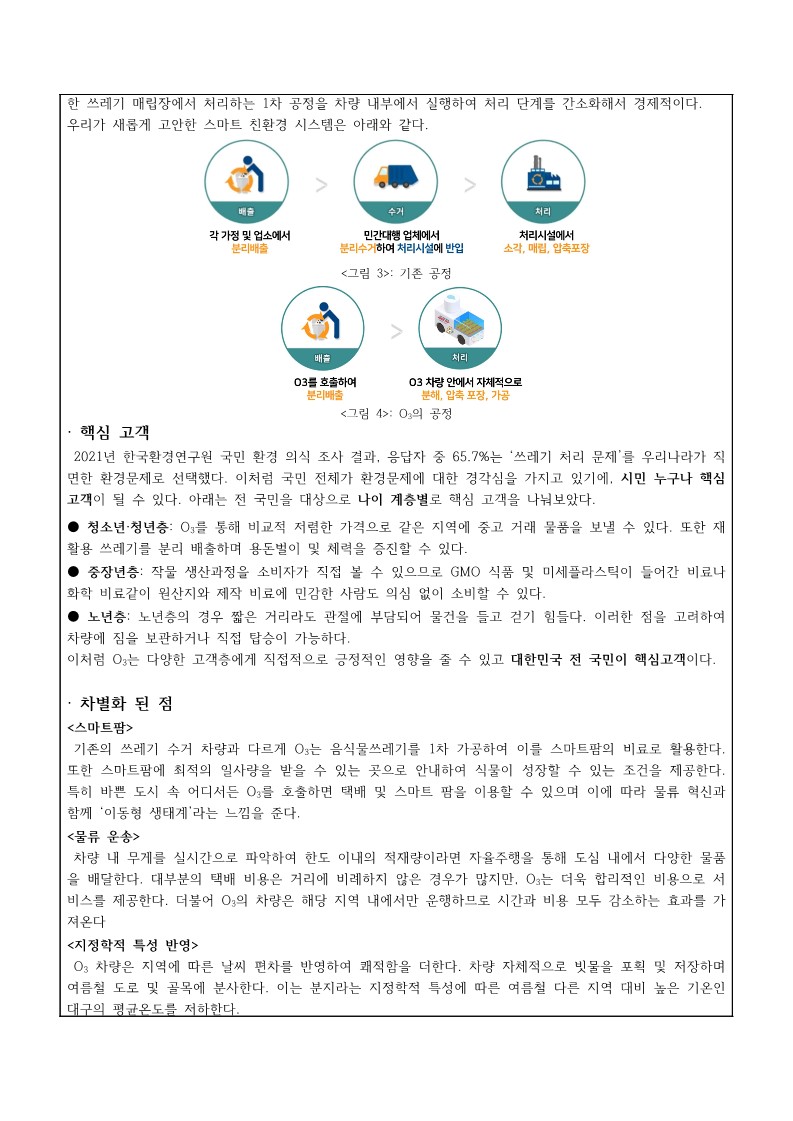 한 쓰레기 매립장에서 처리하는 1차 공정을 차량 내부에서 실행하여 처리 단계를 간소화해서 경제적이다.
우리가 새롭게 고안한 스마트 친환경 시스템은 아래와 같다.
배출 > 수거 > 처리
각 가정 및 업소에서 민간대행 업체에서 처리시설에서
분리배출 분리수거하여 처리시설에 반입 소각, 매립, 압축포장
<그림 3>: 기존 공정
배출 > 처리
O3를 호출하여 O3 차량 안에서 자체적으로
분리배출 분해, 압축 포장, 가공
<그림 4>: O₃의 공정
· 핵심 고객
2021년 한국환경연구원 국민 환경 의식 조사 결과, 응답자 중 65.7%는 ‘쓰레기 처리 문제’를 우리나라가 직
면한 환경문제로 선택했다. 이처럼 국민 전체가 환경문제에 대한 경각심을 가지고 있기에, 시민 누구나 핵심
고객이 될 수 있다. 아래는 전 국민을 대상으로 나이 계층별로 핵심 고객을 나눠보았다.
● 청소년·청년층: O₃를 통해 비교적 저렴한 가격으로 같은 지역에 중고 거래 물품을 보낼 수 있다. 또한 재
활용 쓰레기를 분리 배출하며 용돈벌이 및 체력을 증진할 수 있다.
● 중장년층: 작물 생산과정을 소비자가 직접 볼 수 있으므로 GMO 식품 및 미세플라스틱이 들어간 비료나
화학 비료같이 원산지와 제작 비료에 민감한 사람도 의심 없이 소비할 수 있다.
● 노년층: 노년층의 경우 짧은 거리라도 관절에 부담되어 물건을 들고 걷기 힘들다. 이러한 점을 고려하여
차량에 짐을 보관하거나 직접 탑승이 가능하다.
이처럼 O₃는 다양한 고객층에게 직접적으로 긍정적인 영향을 줄 수 있고 대한민국 전 국민이 핵심고객이다.
· 차별화 된 점
<스마트팜>
기존의 쓰레기 수거 차량과 다르게 O₃는 음식물쓰레기를 1차 가공하여 이를 스마트팜의 비료로 활용한다.
또한 스마트팜에 최적의 일사량을 받을 수 있는 곳으로 안내하여 식물이 성장할 수 있는 조건을 제공한다.
특히 바쁜 도시 속 어디서든 O₃를 호출하면 택배 및 스마트 팜을 이용할 수 있으며 이에 따라 물류 혁신과
함께 ‘이동형 생태계’라는 느낌을 준다.
<물류 운송>
차량 내 무게를 실시간으로 파악하여 한도 이내의 적재량이라면 자율주행을 통해 도심 내에서 다양한 물품
을 배달한다. 대부분의 택배 비용은 거리에 비례하지 않은 경우가 많지만, O₃는 더욱 합리적인 비용으로 서
비스를 제공한다. 더불어 O₃의 차량은 해당 지역 내에서만 운행하므로 시간과 비용 모두 감소하는 효과를 가
져온다
<지정학적 특성 반영>
O₃ 차량은 지역에 따른 날씨 편차를 반영하여 쾌적함을 더한다. 차량 자체적으로 빗물을 포획 및 저장하며
여름철 도로 및 골목에 분사한다. 이는 분지라는 지정학적 특성에 따른 여름철 다른 지역 대비 높은 기온인
대구의 평균온도를 저하한다.